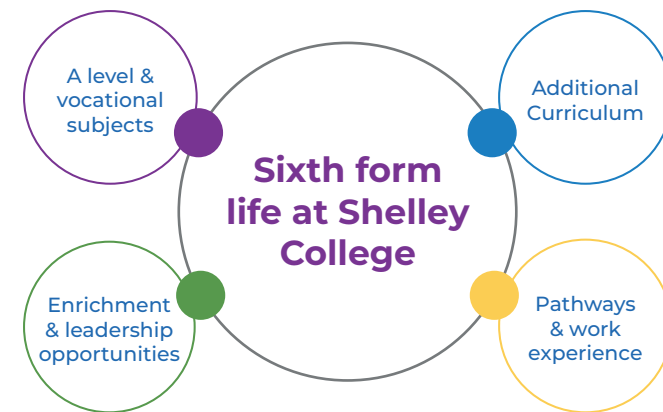 A level &
vocational
subjects
Additional
Curriculum
Sixth form
life at Shelley
College
Enrichment
& leadership
opportunities
Pathways
& work
experience